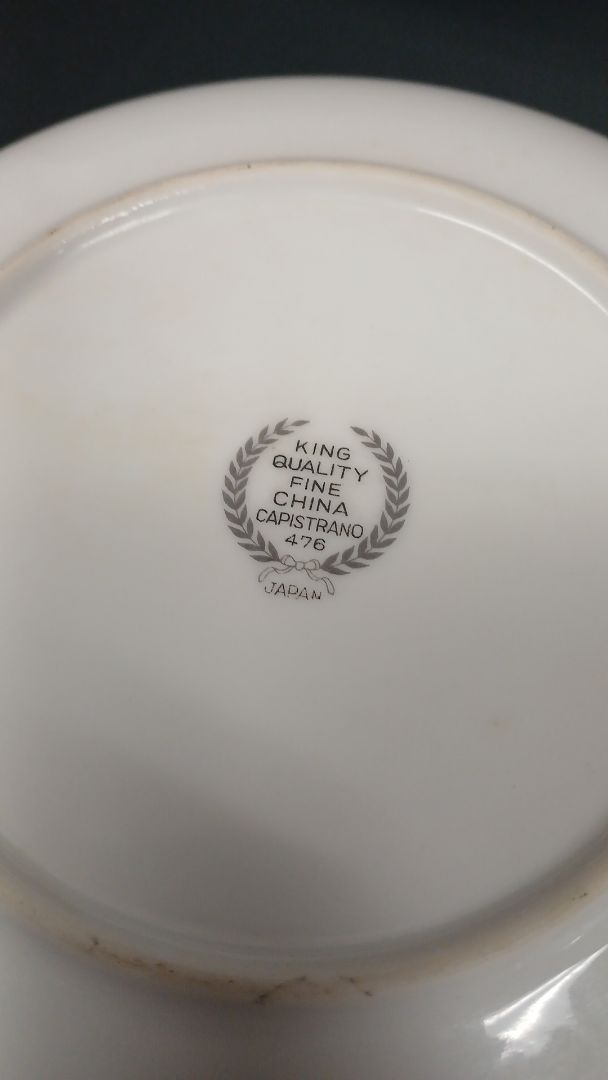 KING
QUALITY
FINE
CHINA
CAPISTRANO
476
JAPAN